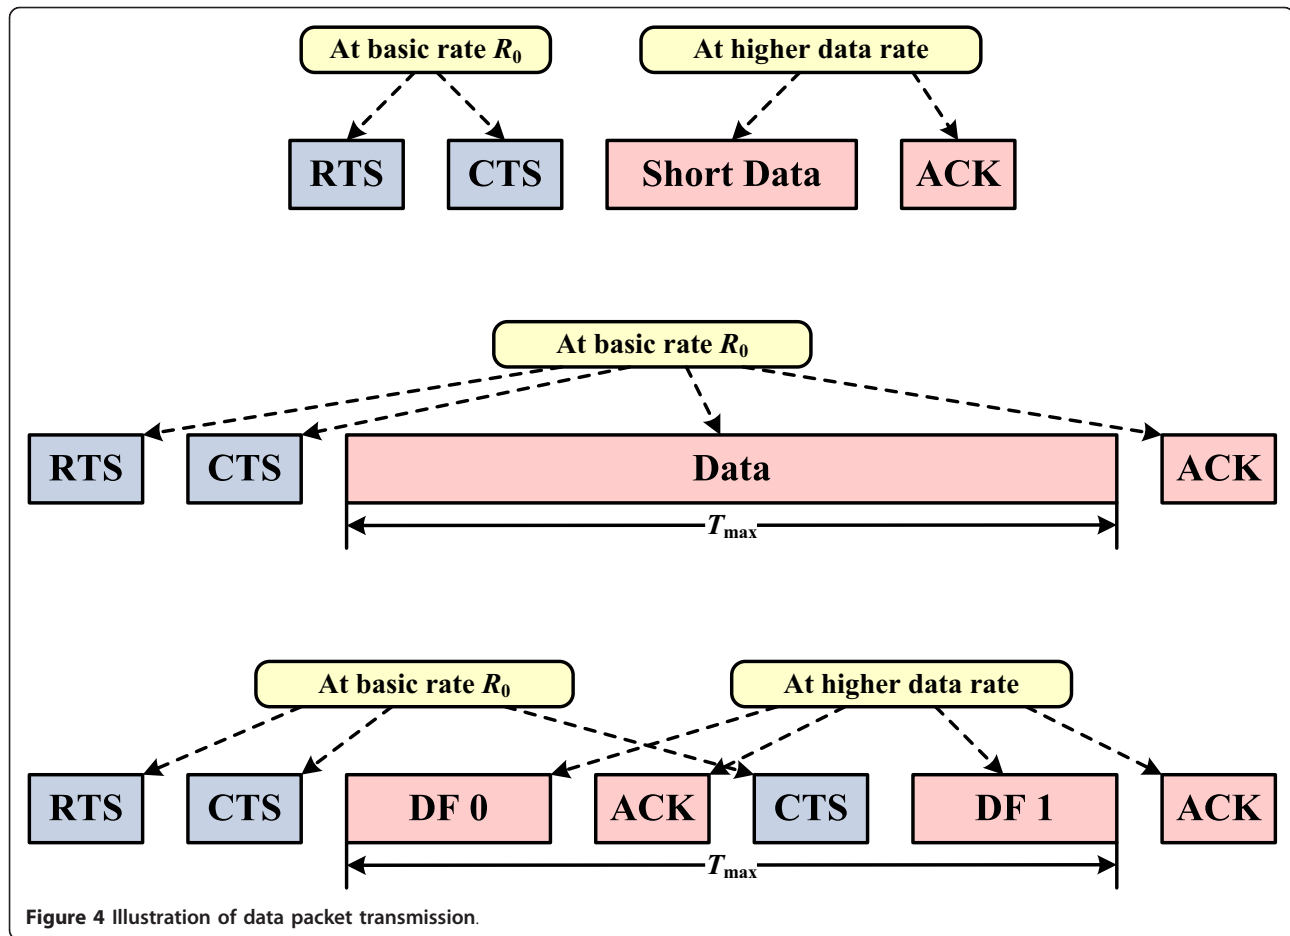 At basic rate R0 At higher data rate
RTS CTS Short Data ACK
At basic rate R0
RTS CTS Data ACK
Tmax
At basic rate R0 At higher data rate
RTS CTS DF 0 ACK CTS DF 1 ACK
Tmax
Figure 4 Illustration of data packet transmission.